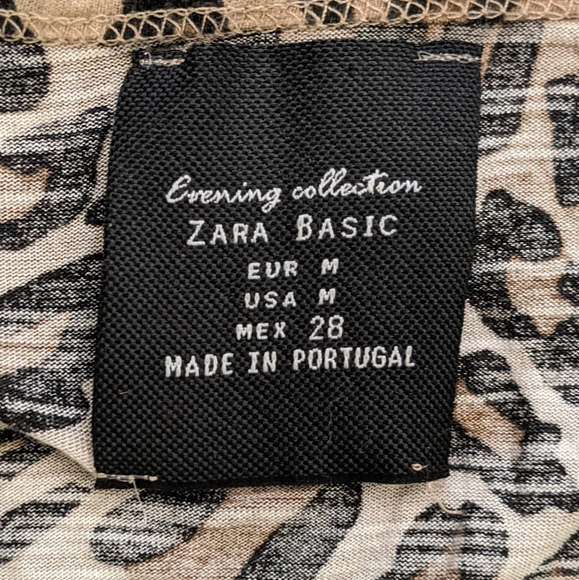 Evening collection
ZARA BASIC
EUR M
USA M
MEX 28
MADE IN PORTUGAL